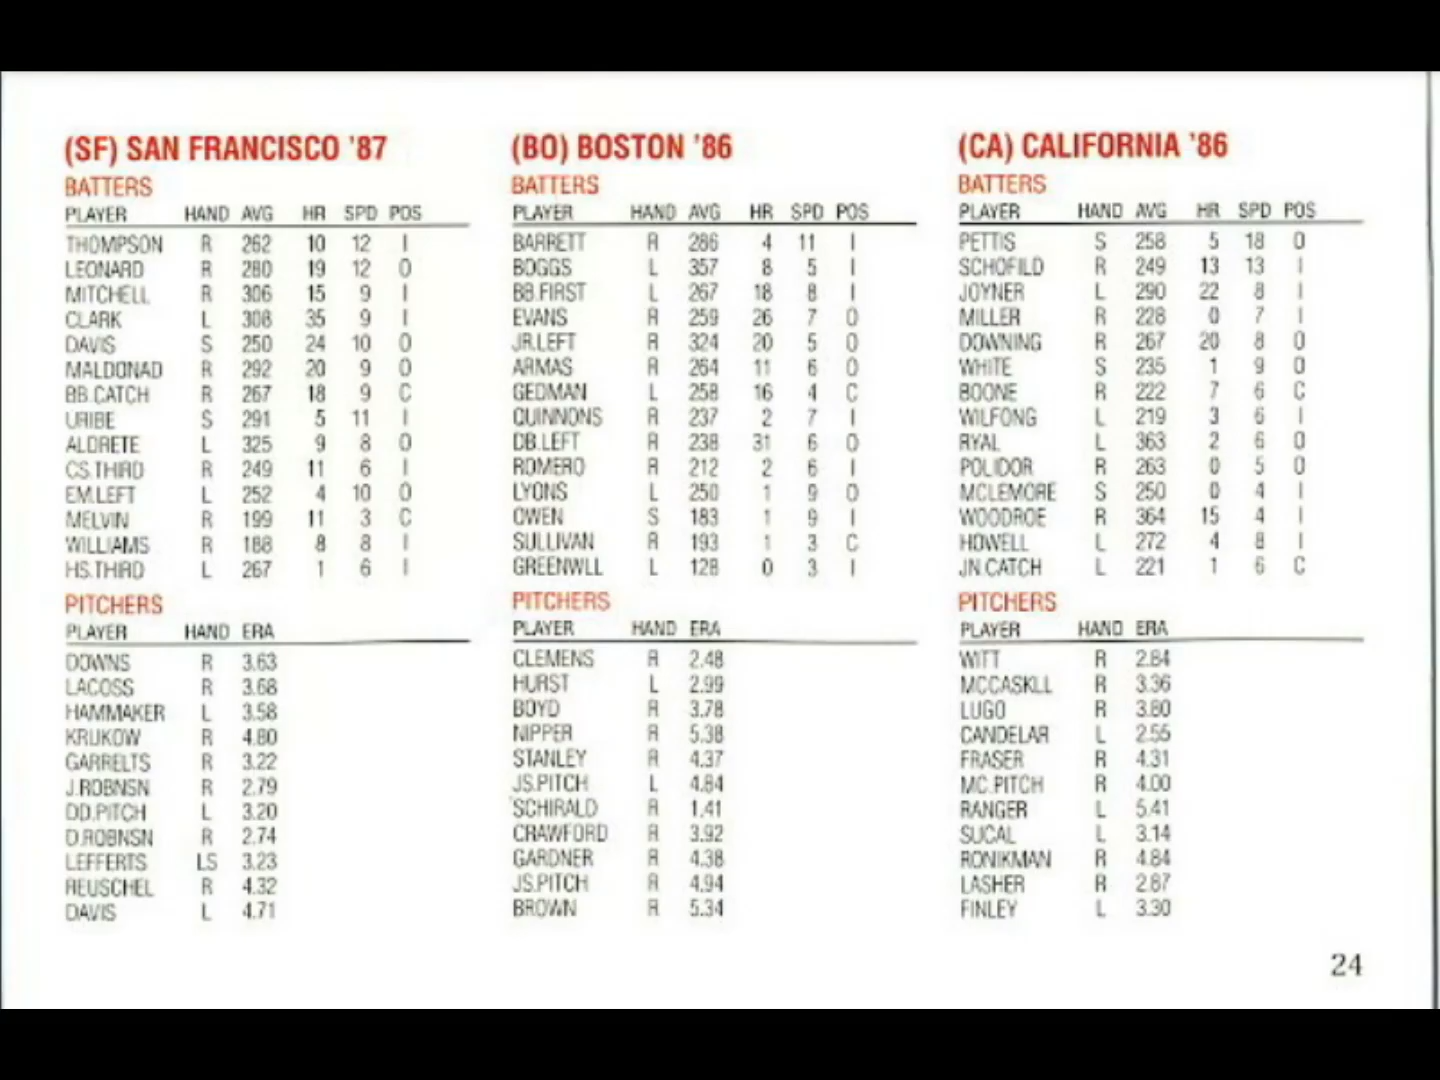 (SF) SAN FRANCISCO '87
BATTERS
PLAYER HAND AVG HR SPD POS
THOMPSON R 262 10 12 I
LEONARD R 280 19 12 O
MITCHELL R 306 15 9 I
CLARK L 308 35 9 I
DAVIS S 250 24 10 O
MALDONAD R 292 20 9 O
BB.CATCH R 267 18 9 C
URIBE S 291 5 11 I
ALDRETE L 325 9 8 O
CS.THIRD R 249 11 6 I
EM.LEFT L 252 4 10 O
MELVIN R 199 11 3 C
WILLIAMS R 188 8 8 I
HS.THIRD L 267 1 6 I
PITCHERS
PLAYER HAND ERA
DOWNS R 3.63
LACOSS R 3.68
HAMMAKER L 3.58
KRUKOW R 4.80
GARRELTS R 3.22
J.ROBNSN R 2.79
DD.PITCH L 3.20
D.ROBNSN R 2.74
LEFFERTS LS 3.23
REUSCHEL R 4.32
DAVIS L 4.71
(BO) BOSTON '86
BATTERS
PLAYER HAND AVG HR SPD POS
BARRETT R 286 4 11 I
BOGGS L 357 8 5 I
BB.FIRST L 267 18 8 I
EVANS R 259 26 7 O
JR.LEFT R 324 20 5 O
ARMAS R 264 11 6 O
GEDMAN L 258 16 4 C
QUINNONS R 237 2 7 I
DB.LEFT R 238 31 6 O
ROMERO R 212 2 6 I
LYONS L 250 1 9 O
OWEN S 183 1 9 I
SULLIVAN R 193 1 3 C
GREENWLL L 128 0 3 I
PITCHERS
PLAYER HAND ERA
CLEMENS R 2.48
HURST L 2.99
BOYD R 3.78
NIPPER R 5.38
STANLEY R 4.37
JS.PITCH L 4.84
SCHIRALD R 1.41
CRAWFORD R 3.92
GARDNER R 4.38
JS.PITCH R 4.94
BROWN R 5.34
(CA) CALIFORNIA '86
BATTERS
PLAYER HAND AVG HR SPD POS
PETTIS S 258 5 18 O
SCHOFILD R 249 13 13 I
JOYNER L 290 22 8 I
MILLER R 228 0 7 I
DOWNING R 267 20 8 O
WHITE S 235 1 9 O
BOONE R 222 7 6 C
WILFONG L 219 3 6 I
RYAL L 363 2 6 O
POLIDOR R 263 0 5 O
MCLEMORE S 250 0 4 I
WOODROE R 364 15 4 I
HOWELL L 272 4 8 I
JN.CATCH L 221 1 6 C
PITCHERS
PLAYER HAND ERA
WITT R 2.84
MCCASKLL R 3.36
LUGO R 3.80
CANDELAR L 2.55
FRASER R 4.31
MC.PITCH R 4.00
RANGER L 5.41
SUCAL L 3.14
RONIKMAN R 4.84
LASHER R 2.87
FINLEY L 3.30
24